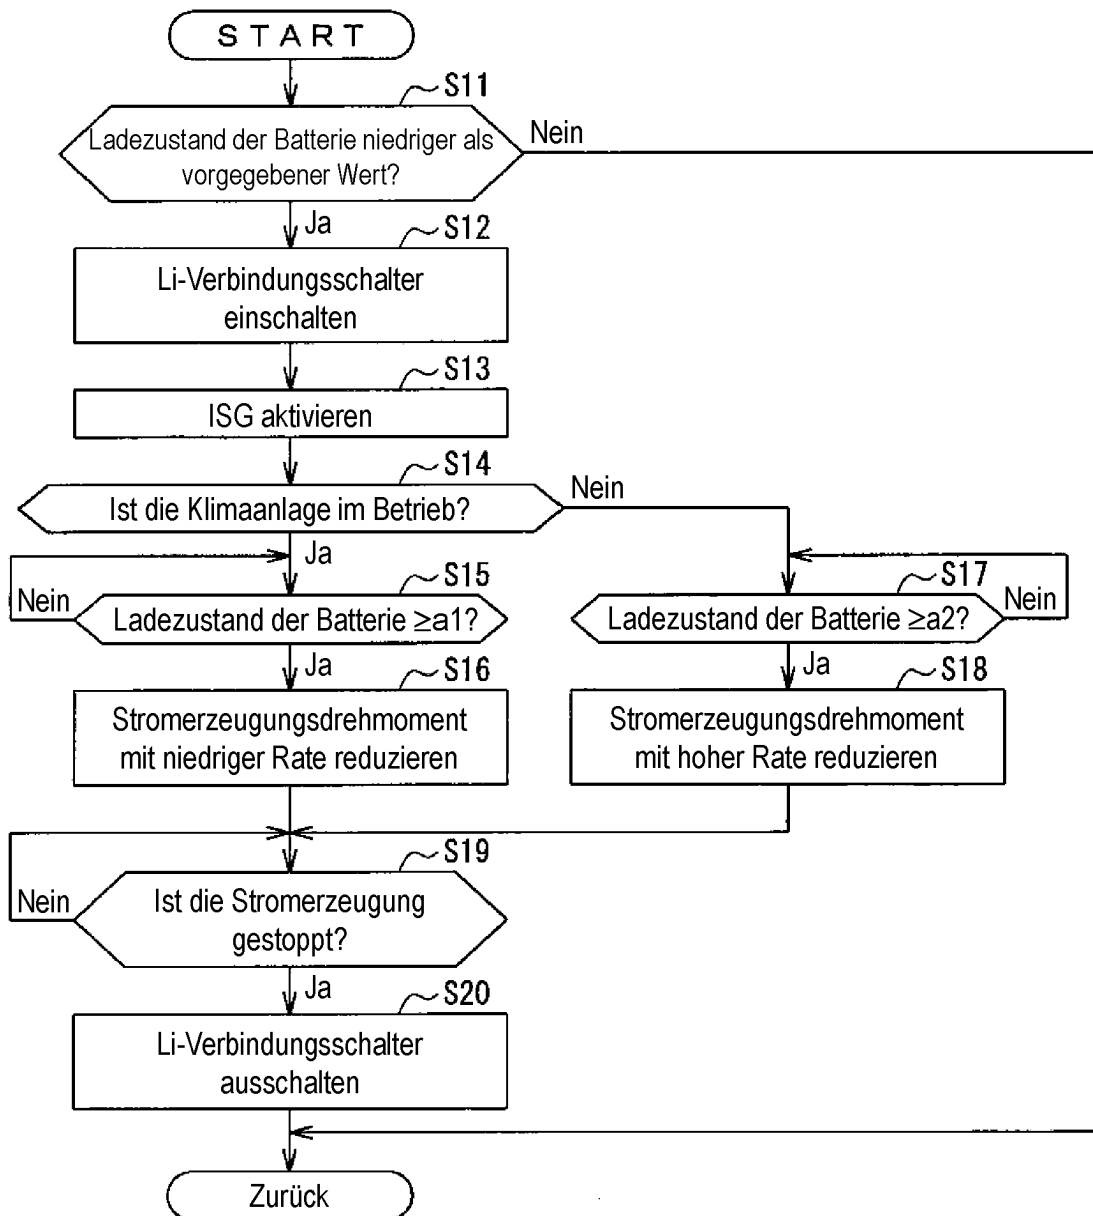 START
S11
Ladezustand der Batterie niedriger als
vorgegebener Wert?
Nein
Ja
S12
Li-Verbindungsschalter
einschalten
S13
ISG aktivieren
S14
Ist die Klimaanlage im Betrieb?
Nein
Ja
S15
Nein
Ladezustand der Batterie ≥a1?
S17
Ladezustand der Batterie ≥a2?
Nein
Ja
S16
Stromerzeugungsdrehmoment
mit niedriger Rate reduzieren
Ja
S18
Stromerzeugungsdrehmoment
mit hoher Rate reduzieren
S19
Nein
Ist die Stromerzeugung
gestoppt?
Ja
S20
Li-Verbindungsschalter
ausschalten
Zurück